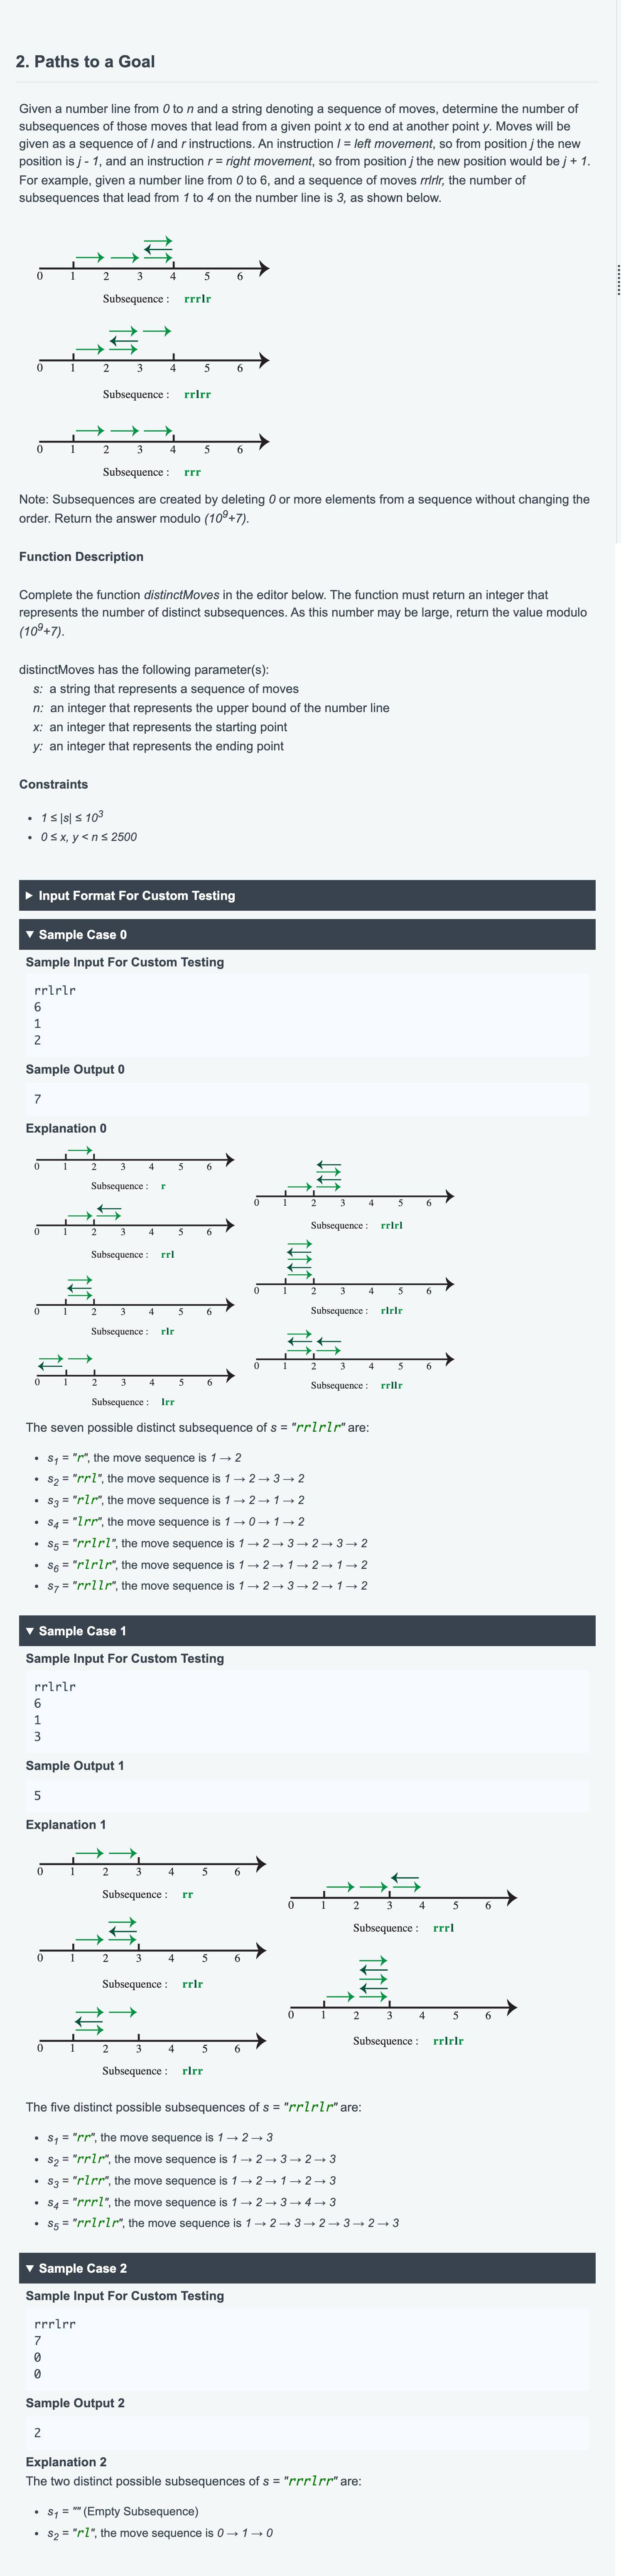 2. Paths to a Goal
Given a number line from 0 to n and a string denoting a sequence of moves, determine the number of
subsequences of those moves that lead from a given point x to end at another point y. Moves will be
given as a sequence of l and r instructions. An instruction l = left movement, so from position j the new
position is j - 1, and an instruction r = right movement, so from position j the new position would be j + 1.
For example, given a number line from 0 to 6, and a sequence of moves rrlrlr, the number of
subsequences that lead from 1 to 4 on the number line is 3, as shown below.
0 1 2 3 4 5 6
Subsequence : rrrlr
0 1 2 3 4 5 6
Subsequence : rrlrr
0 1 2 3 4 5 6
Subsequence : rrr
Note: Subsequences are created by deleting 0 or more elements from a sequence without changing the
order. Return the answer modulo (10⁹+7).
Function Description
Complete the function distinctMoves in the editor below. The function must return an integer that
represents the number of distinct subsequences. As this number may be large, return the value modulo
(10⁹+7).
distinctMoves has the following parameter(s):
s: a string that represents a sequence of moves
n: an integer that represents the upper bound of the number line
x: an integer that represents the starting point
y: an integer that represents the ending point
Constraints
• 1 ≤ |s| ≤ 10³
• 0 ≤ x, y < n ≤ 2500
Input Format For Custom Testing
Sample Case 0
Sample Input For Custom Testing
rrlrlr
6
1
2
Sample Output 0
7
Explanation 0
0 1 2 3 4 5 6
Subsequence : r
0 1 2 3 4 5 6
Subsequence : rrl
0 1 2 3 4 5 6
Subsequence : rlr
0 1 2 3 4 5 6
Subsequence : lrr
0 1 2 3 4 5 6
Subsequence : rrlrl
0 1 2 3 4 5 6
Subsequence : rlrlr
0 1 2 3 4 5 6
Subsequence : rrllr
The seven possible distinct subsequence of s = "rrlrlr" are:
• s₁ = "r", the move sequence is 1 → 2
• s₂ = "rrl", the move sequence is 1 → 2 → 3 → 2
• s₃ = "rlr", the move sequence is 1 → 2 → 1 → 2
• s₄ = "lrr", the move sequence is 1 → 0 → 1 → 2
• s₅ = "rrlrl", the move sequence is 1 → 2 → 3 → 2 → 3 → 2
• s₆ = "rlrlr", the move sequence is 1 → 2 → 1 → 2 → 1 → 2
• s₇ = "rrllr", the move sequence is 1 → 2 → 3 → 2 → 1 → 2
Sample Case 1
Sample Input For Custom Testing
rrlrlr
6
1
3
Sample Output 1
5
Explanation 1
0 1 2 3 4 5 6
Subsequence : rr
0 1 2 3 4 5 6
Subsequence : rrlr
0 1 2 3 4 5 6
Subsequence : rlrr
0 1 2 3 4 5 6
Subsequence : rrrl
0 1 2 3 4 5 6
Subsequence : rrlrlr
The five distinct possible subsequences of s = "rrlrlr" are:
• s₁ = "rr", the move sequence is 1 → 2 → 3
• s₂ = "rrlr", the move sequence is 1 → 2 → 3 → 2 → 3
• s₃ = "rlrr", the move sequence is 1 → 2 → 1 → 2 → 3
• s₄ = "rrrl", the move sequence is 1 → 2 → 3 → 4 → 3
• s₅ = "rrlrlr", the move sequence is 1 → 2 → 3 → 2 → 3 → 2 → 3
Sample Case 2
Sample Input For Custom Testing
rrrlrr
7
0
0
Sample Output 2
2
Explanation 2
The two distinct possible subsequences of s = "rrrlrr" are:
• s₁ = "" (Empty Subsequence)
• s₂ = "rl", the move sequence is 0 → 1 → 0